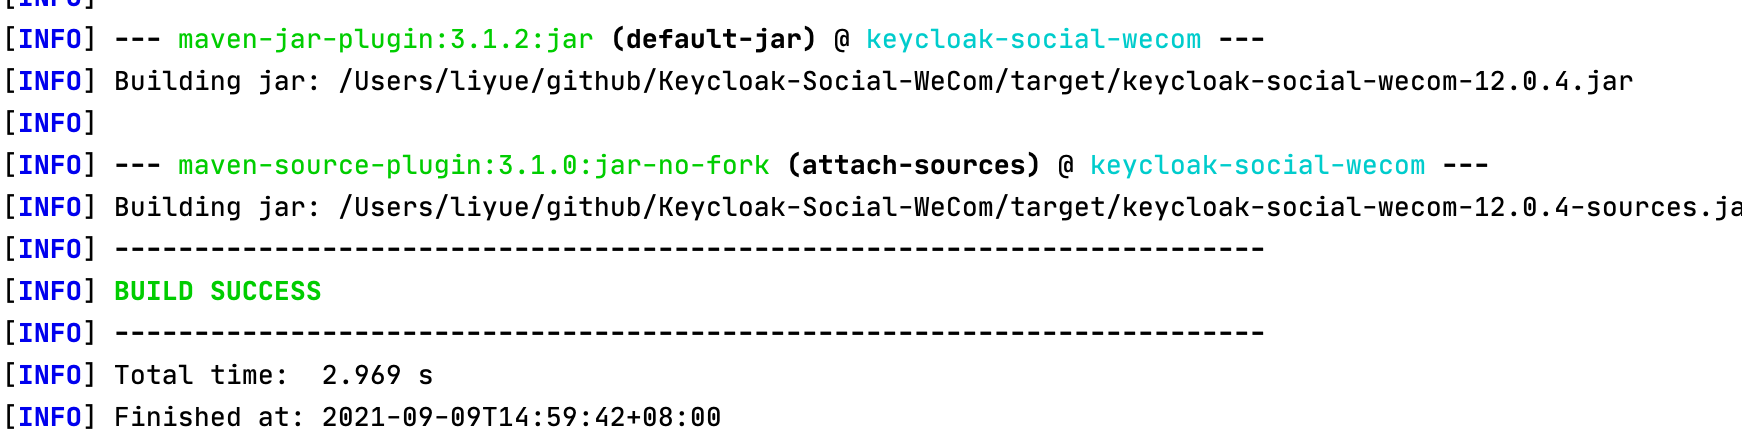 [INFO]
[INFO] --- maven-jar-plugin:3.1.2:jar (default-jar) @ keycloak-social-wecom ---
[INFO] Building jar: /Users/liyue/github/Keycloak-Social-WeCom/target/keycloak-social-wecom-12.0.4.jar
[INFO]
[INFO] --- maven-source-plugin:3.1.0:jar-no-fork (attach-sources) @ keycloak-social-wecom ---
[INFO] Building jar: /Users/liyue/github/Keycloak-Social-WeCom/target/keycloak-social-wecom-12.0.4-sources.ja
[INFO] ------------------------------------------------------------------------
[INFO] BUILD SUCCESS
[INFO] ------------------------------------------------------------------------
[INFO] Total time:  2.969 s
[INFO] Finished at: 2021-09-09T14:59:42+08:00